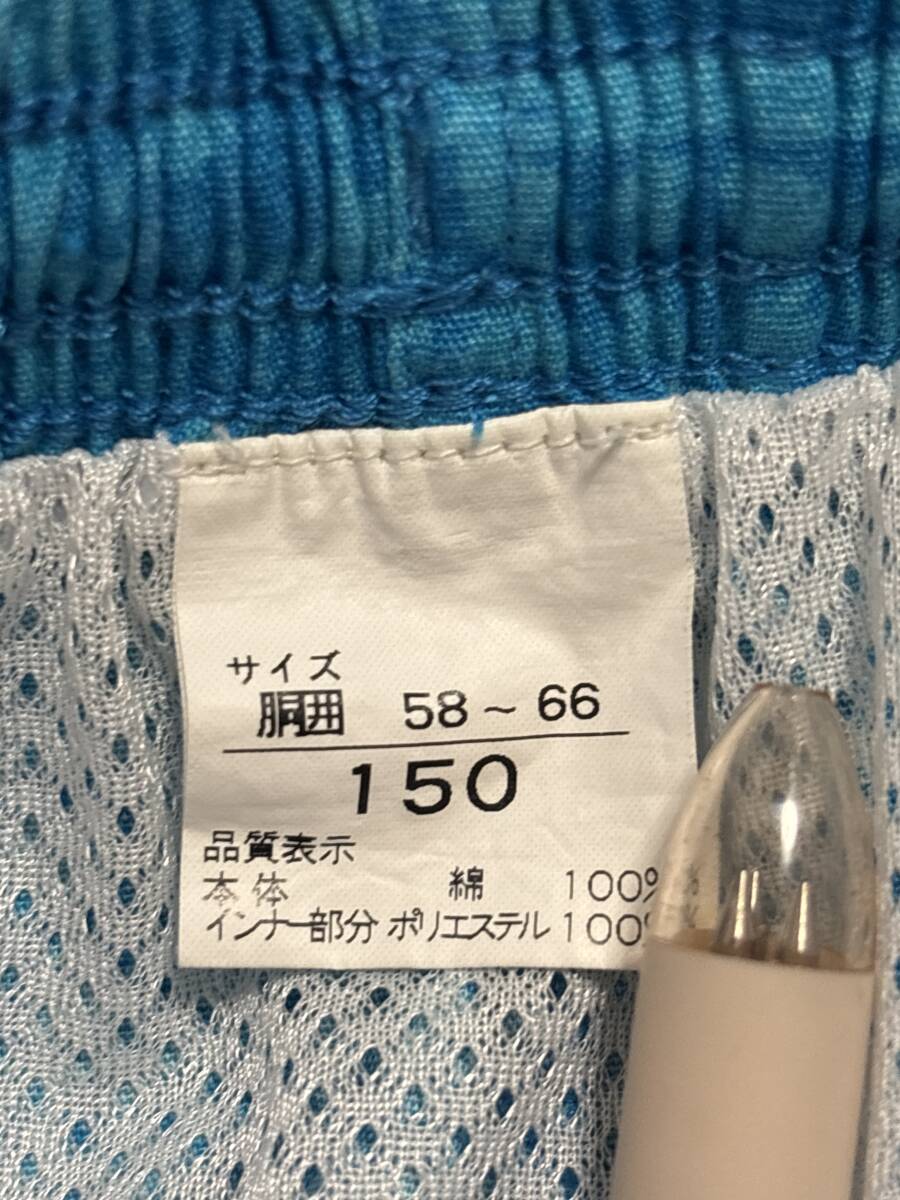 サイズ
胴囲 58～66
150
品質表示
本体 綿 100%
インナー部分 ポリエステル 100%